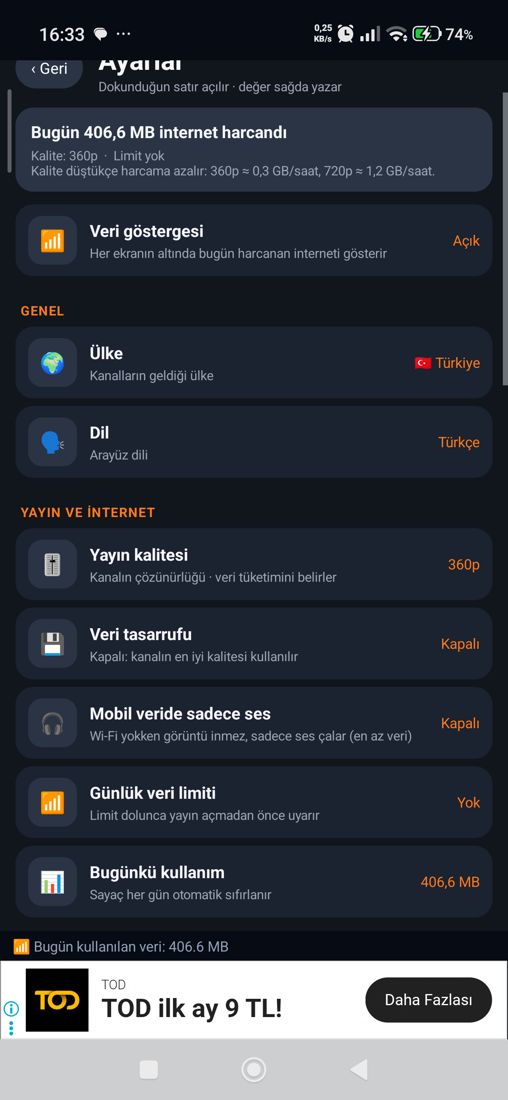 16:33
0,25
KB/s
74%
‹ Geri
Ayarlar
Dokunduğun satır açılır · değer sağda yazar
Bugün 406,6 MB internet harcandı
Kalite: 360p · Limit yok
Kalite düştükçe harcama azalır: 360p ≈ 0,3 GB/saat, 720p ≈ 1,2 GB/saat.
Veri göstergesi
Her ekranın altında bugün harcanan interneti gösterir
Açık
GENEL
Ülke
Kanalların geldiği ülke
Türkiye
Dil
Arayüz dili
Türkçe
YAYIN VE İNTERNET
Yayın kalitesi
Kanalın çözünürlüğü · veri tüketimini belirler
360p
Veri tasarrufu
Kapalı: kanalın en iyi kalitesi kullanılır
Kapalı
Mobil veride sadece ses
Wi-Fi yokken görüntü inmez, sadece ses çalar (en az veri)
Kapalı
Günlük veri limiti
Limit dolunca yayın açmadan önce uyarır
Yok
Bugünkü kullanım
Sayaç her gün otomatik sıfırlanır
406,6 MB
Bugün kullanılan veri: 406.6 MB
TOD
TOD
TOD ilk ay 9 TL!
Daha Fazlası